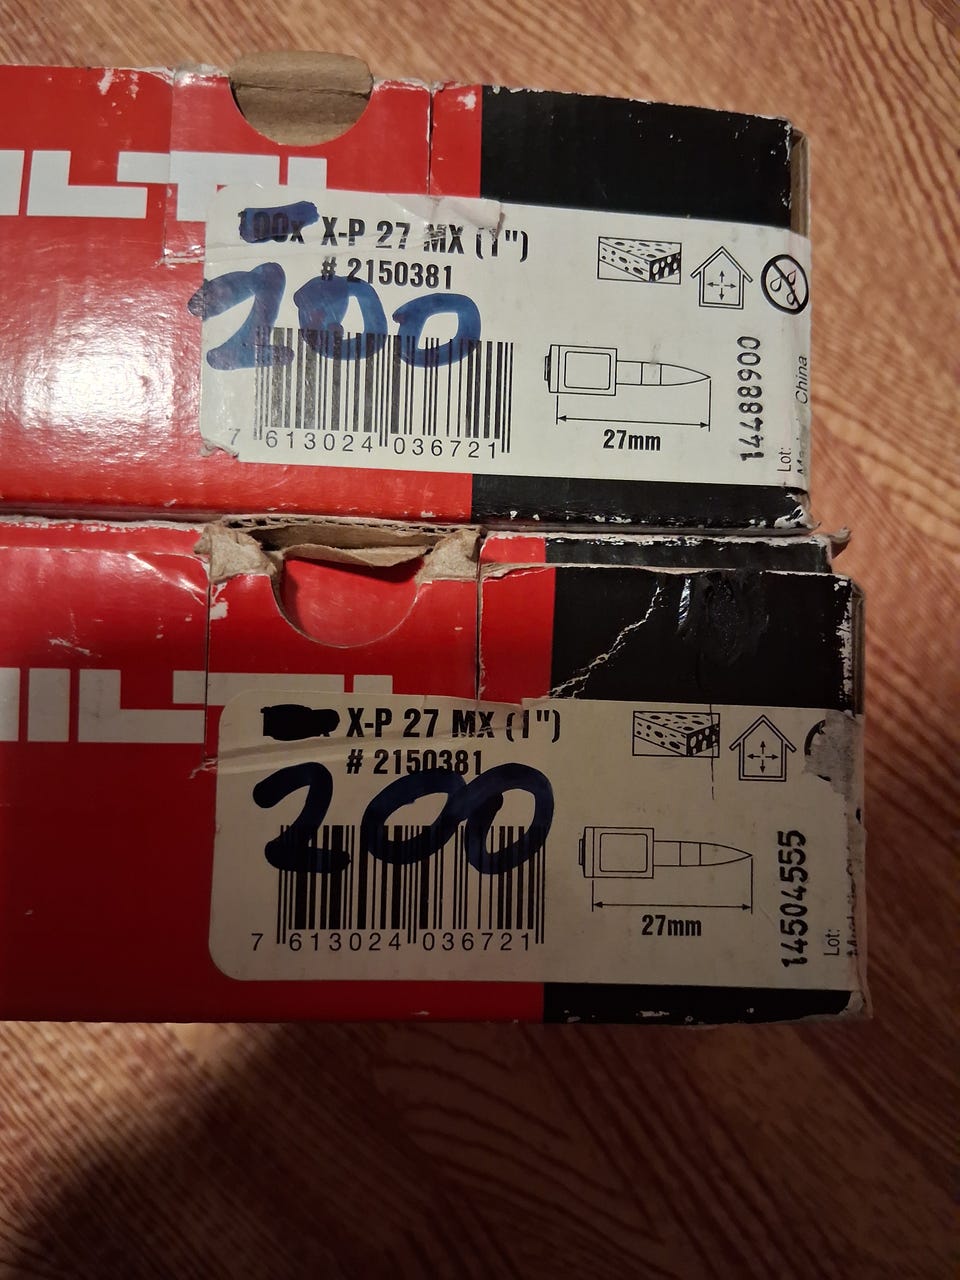 HILTI
100x X-P 27 MX (1")
# 2150381
200
7 613024 036721
27mm
14488900
Lot:
China
HILTI
X-P 27 MX (1")
# 2150381
200
7 613024 036721
27mm
14504555
Lot: